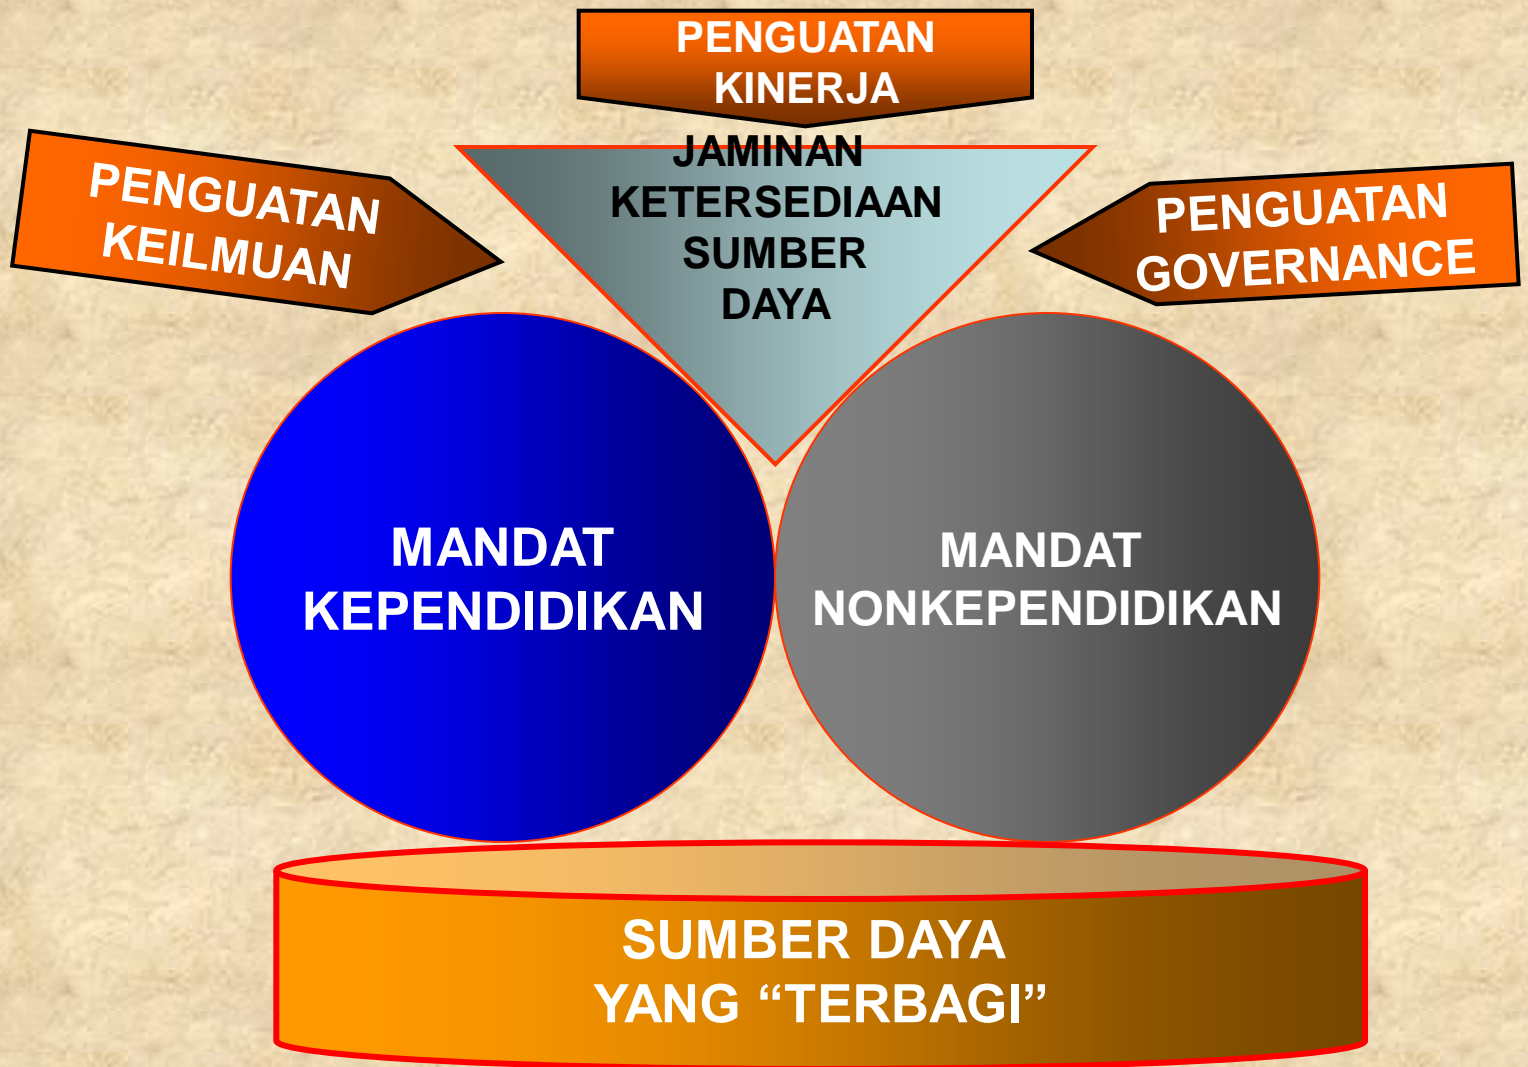 PENGUATAN
KINERJA
PENGUATAN
KEILMUAN
JAMINAN
KETERSEDIAAN
SUMBER
DAYA
PENGUATAN
GOVERNANCE
MANDAT
KEPENDIDIKAN
MANDAT
NONKEPENDIDIKAN
SUMBER DAYA
YANG “TERBAGI”